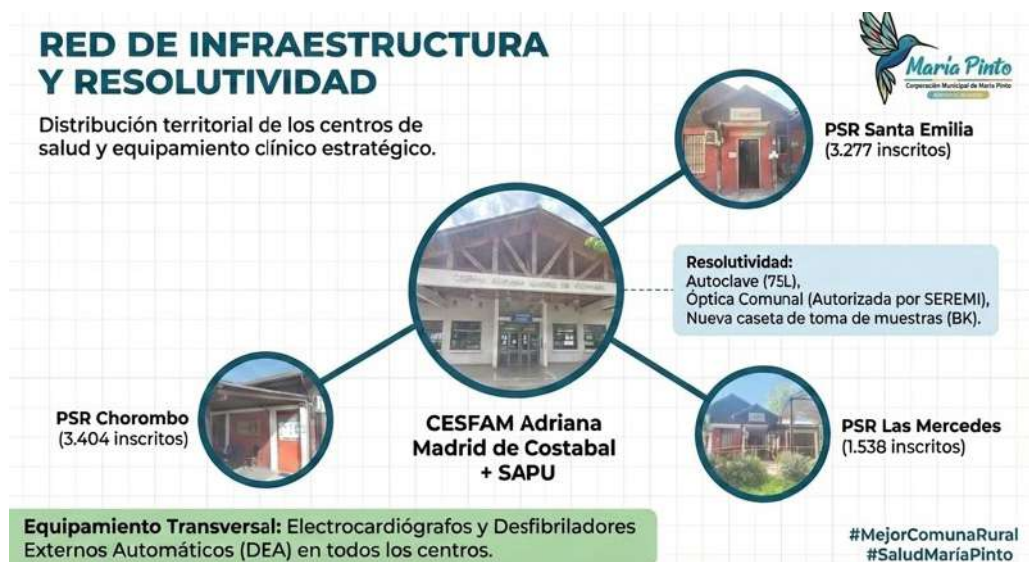 RED DE INFRAESTRUCTURA
Y RESOLUTIVIDAD
Distribución territorial de los centros de
salud y equipamiento clínico estratégico.
María Pinto
Corporación Municipal de María Pinto
PSR Santa Emilia
(3.277 inscritos)
Resolutividad:
Autoclave (75L),
Óptica Comunal (Autorizada por SEREMI),
Nueva caseta de toma de muestras (BK).
PSR Chorombo
(3.404 inscritos)
CESFAM Adriana
Madrid de Costabal
+ SAPU
PSR Las Mercedes
(1.538 inscritos)
Equipamiento Transversal: Electrocardiógrafos y Desfibriladores
Externos Automáticos (DEA) en todos los centros.
#MejorComunaRural
#SaludMaríaPinto